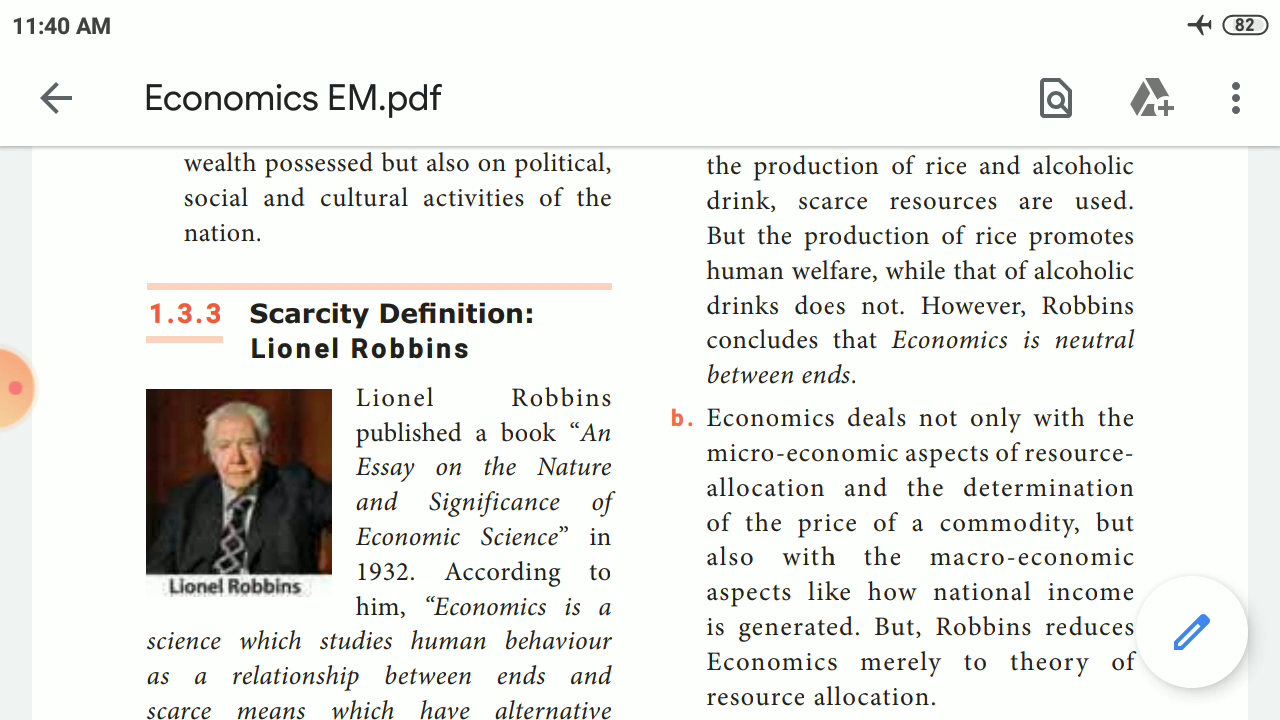 11:40 AM
82
Economics EM.pdf
wealth possessed but also on political,
social and cultural activities of the
nation.
1.3.3 Scarcity Definition:
Lionel Robbins
Lionel Robbins
published a book “An
Essay on the Nature
and Significance of
Economic Science” in
1932. According to
him, “Economics is a
science which studies human behaviour
as a relationship between ends and
scarce means which have alternative
Lionel Robbins
the production of rice and alcoholic
drink, scarce resources are used.
But the production of rice promotes
human welfare, while that of alcoholic
drinks does not. However, Robbins
concludes that Economics is neutral
between ends.
b. Economics deals not only with the
micro-economic aspects of resource-
allocation and the determination
of the price of a commodity, but
also with the macro-economic
aspects like how national income
is generated. But, Robbins reduces
Economics merely to theory of
resource allocation.